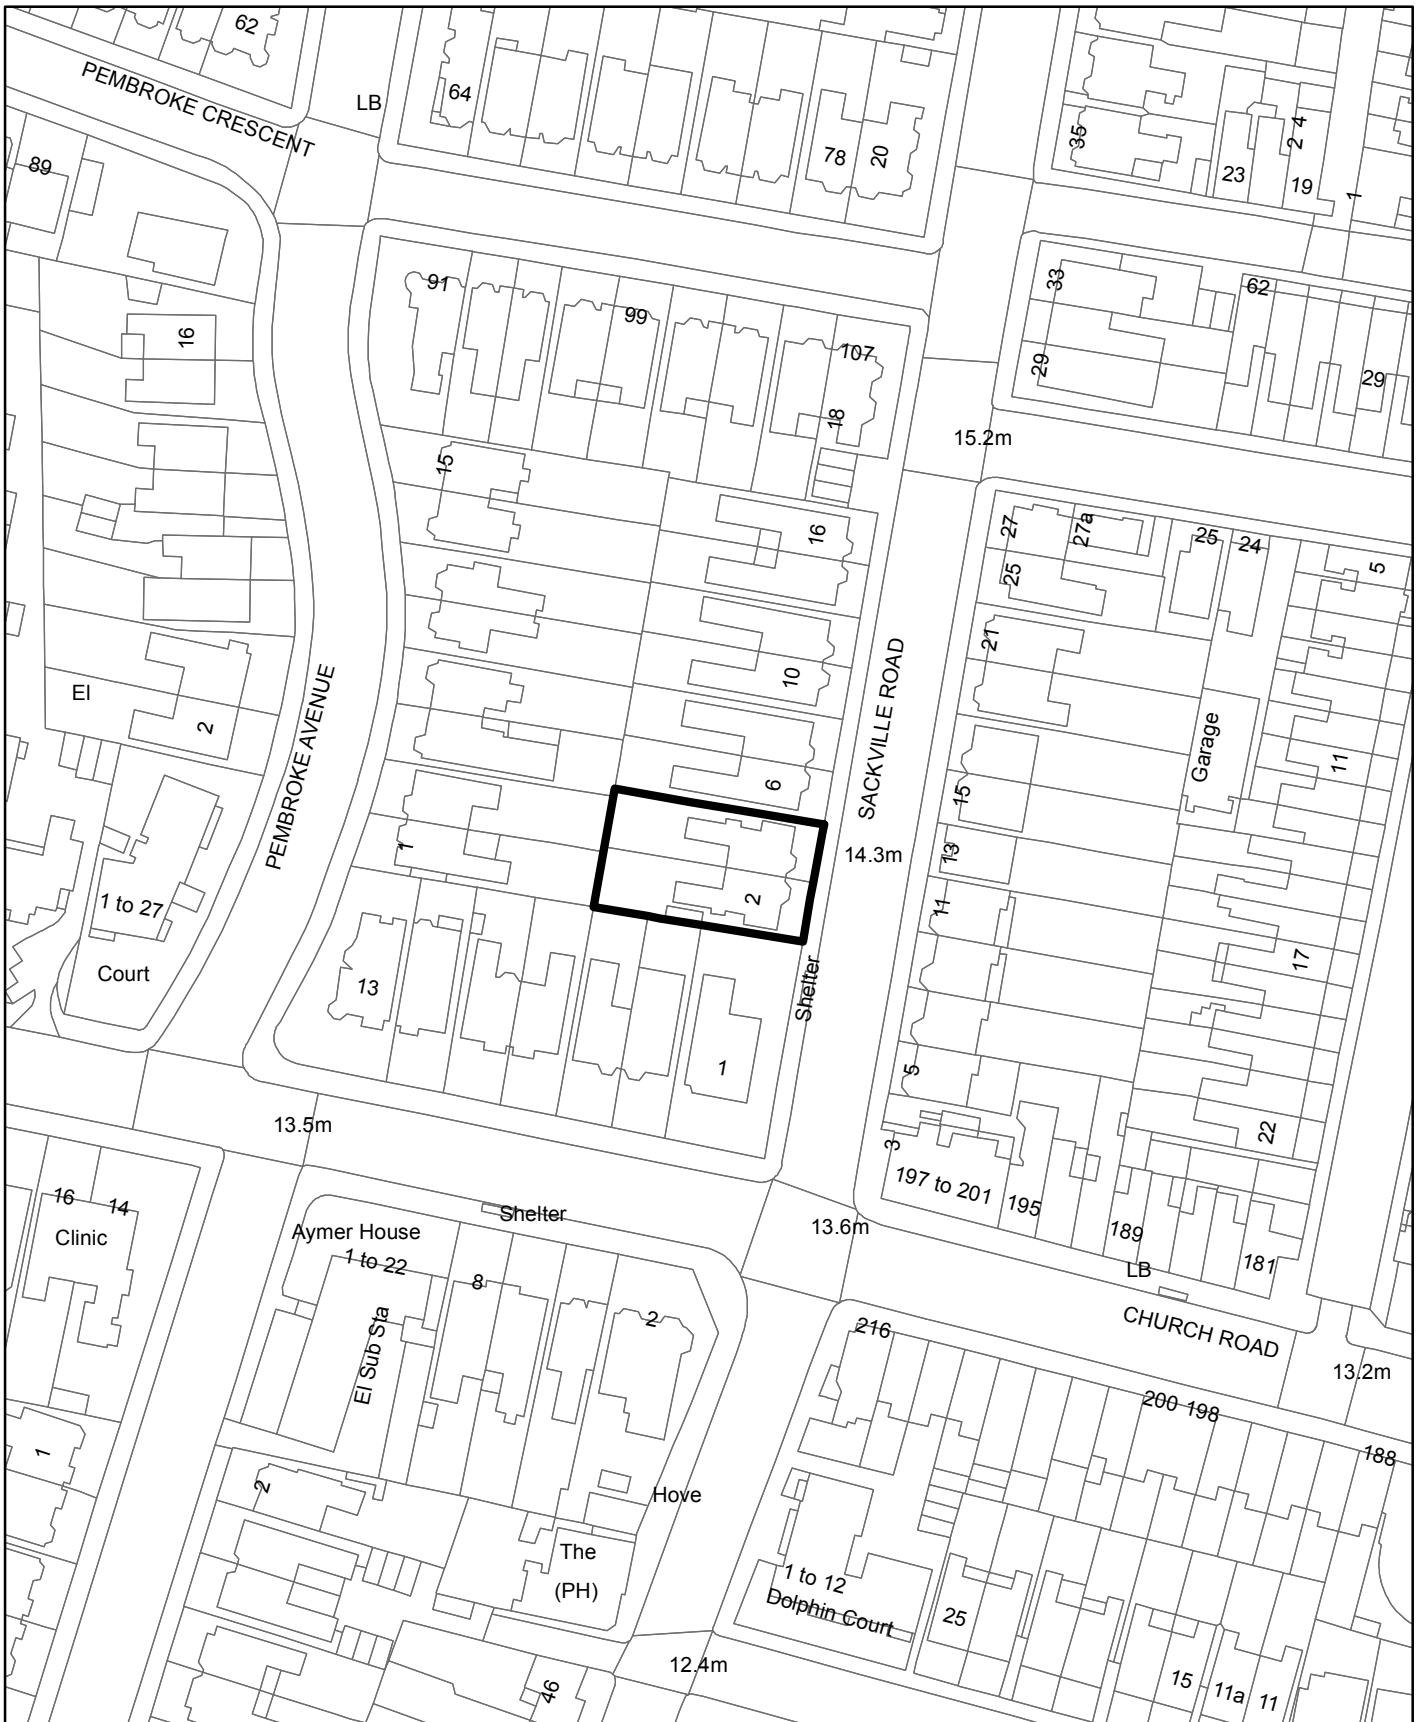 62
PEMBROKE CRESCENT
LB
64
78
20
35
23
2 4
19
1
89
16
91
99
107
18
33
29
62
29
15.2m
15
16
27
27a
25
25
24
5
21
10
SACKVILLE ROAD
El
2
PEMBROKE AVENUE
6
Garage
11
15
14.3m
13
1
2
11
1 to 27
Court
13
Shelter
17
1
5
13.5m
22
3
197 to 201
195
189
181
16
14
Clinic
Aymer House
1 to 22
Shelter
13.6m
LB
8
El Sub Sta
2
216
CHURCH ROAD
13.2m
200 198
188
1
2
Hove
The
(PH)
1 to 12
Dolphin Court
25
12.4m
46
15
11a
11